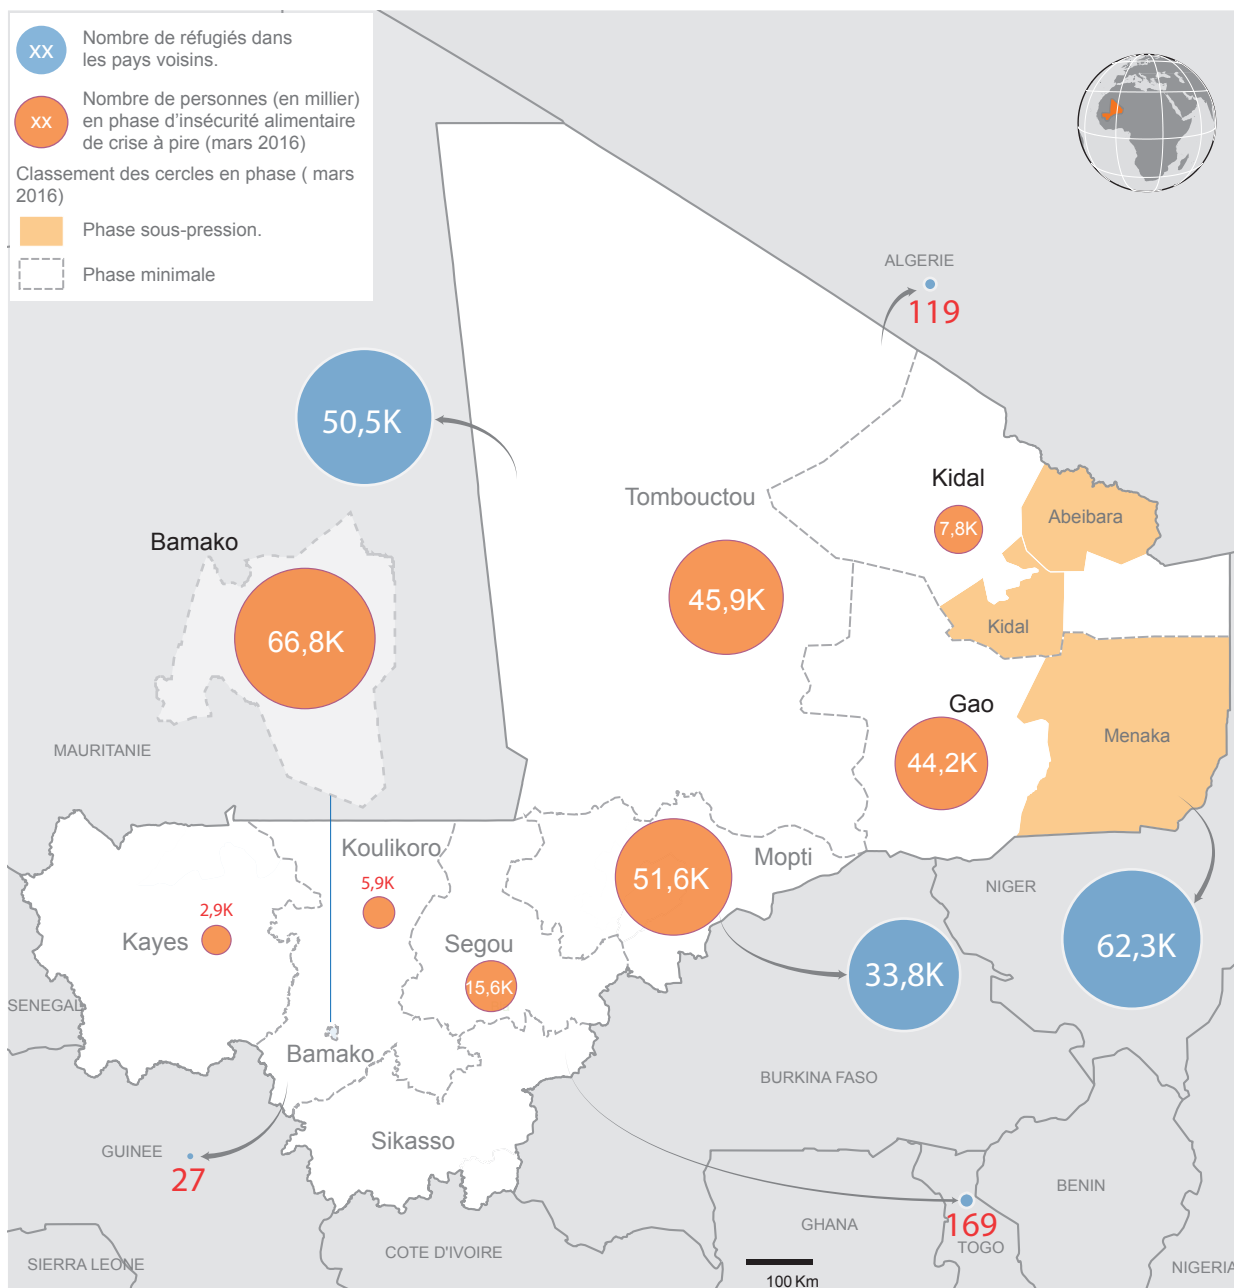 xx
Nombre de réfugiés dans
les pays voisins.
xx
Nombre de personnes (en millier)
en phase d'insécurité alimentaire
de crise à pire (mars 2016)
Classement des cercles en phase ( mars
2016)
Phase sous-pression.
Phase minimale
ALGERIE
119
50,5K
Kidal
7,8K
Abeibara
Tombouctou
45,9K
Bamako
66,8K
Kidal
Gao
44,2K
Menaka
MAURITANIE
Koulikoro
5,9K
Mopti
51,6K
NIGER
62,3K
2,9K
Kayes
Segou
15,6K
33,8K
SENEGAL
Bamako
BURKINA FASO
Sikasso
GUINEE
27
BENIN
169
TOGO
GHANA
COTE D'IVOIRE
SIERRA LEONE
NIGERIA
100 Km